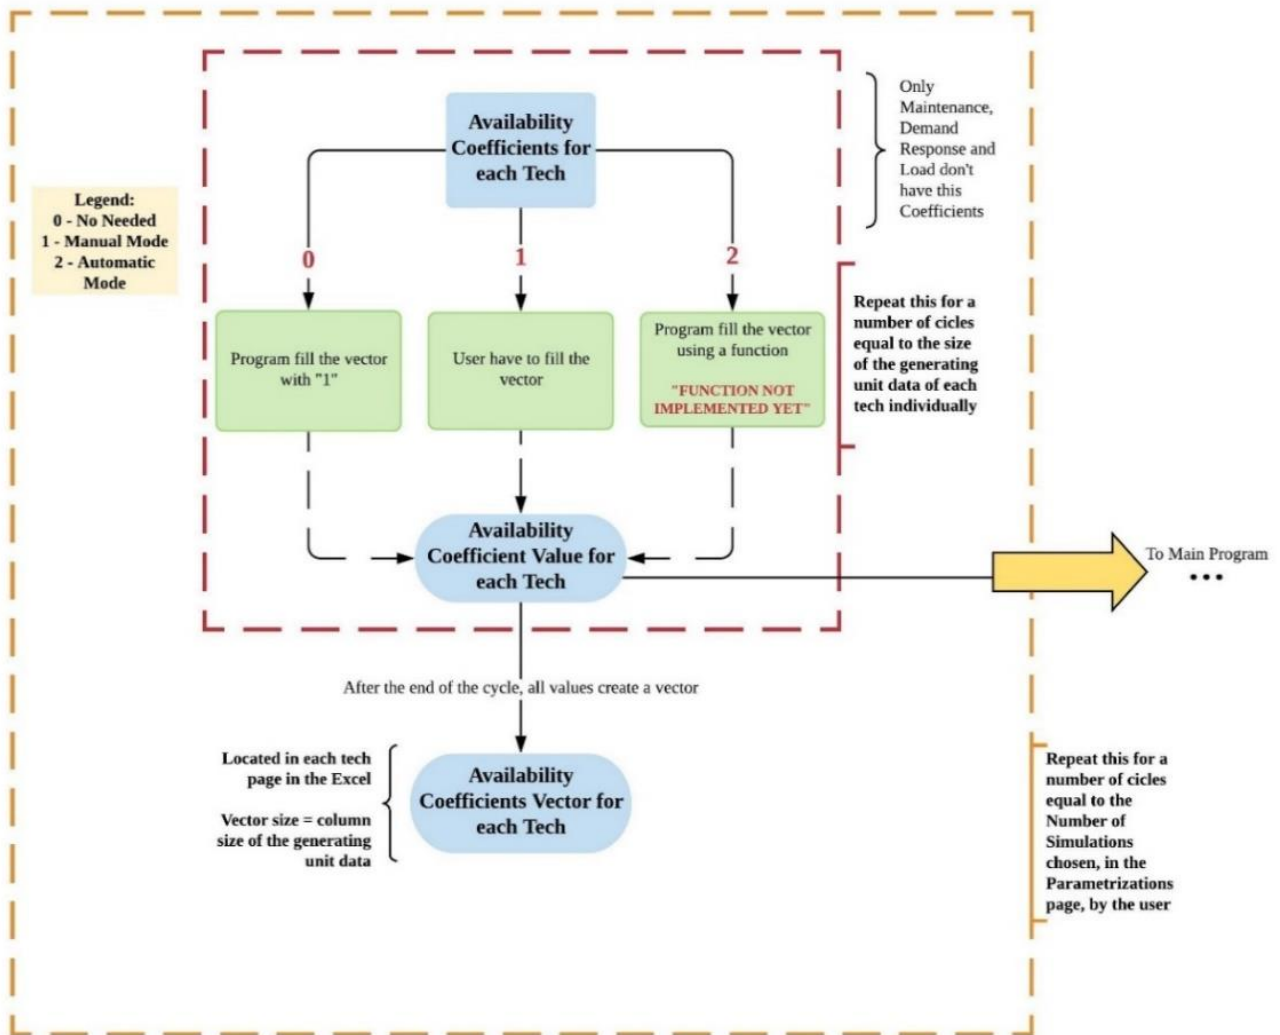 Availability
Coefficients for
each Tech
Only
Maintenance,
Demand
Response and
Load don't
have this
Coefficients
Legend:
0 - No Needed
1 - Manual Mode
2 - Automatic
Mode
0
1
2
Program fill the vector
with "1"
User have to fill the
vector
Program fill the vector
using a function
"FUNCTION NOT
IMPLEMENTED YET"
Repeat this for a
number of cicles
equal to the size
of the generating
unit data of each
tech individually
Availability
Coefficient Value for
each Tech
To Main Program
...
After the end of the cycle, all values create a vector
Located in each tech
page in the Excel
Vector size = column
size of the generating
unit data
Availability
Coefficients Vector for
each Tech
Repeat this for a
number of cicles
equal to the
Number of
Simulations
chosen, in the
Parametrizations
page, by the user